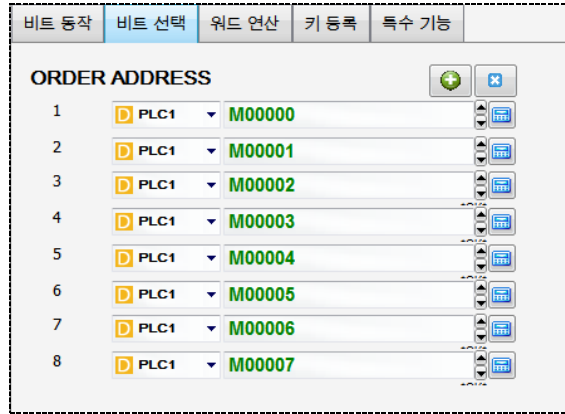 비트 동작 비트 선택 워드 연산 키 등록 특수 기능
ORDER ADDRESS
1 D PLC1 M00000
2 D PLC1 M00001
3 D PLC1 M00002
4 D PLC1 M00003
5 D PLC1 M00004
6 D PLC1 M00005
7 D PLC1 M00006
8 D PLC1 M00007